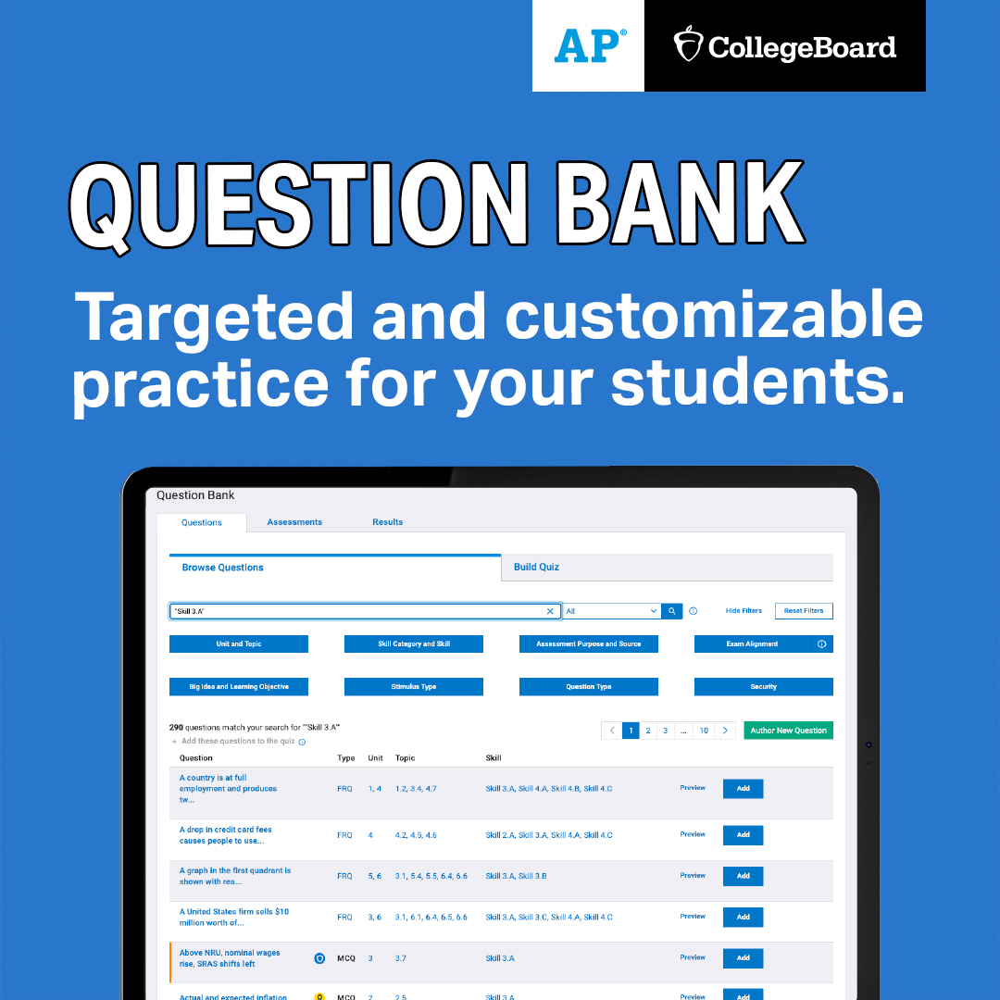 AP®
CollegeBoard
QUESTION BANK
Targeted and customizable
practice for your students.
Question Bank
Questions Assessments Results
Browse Questions Build Quiz
"Skill 3.A" All Hide Filters Reset Filters
Unit and Topic Skill Category and Skill Assessment Purpose and Source Exam Alignment
Big Idea and Learning Objective Stimulus Type Question Type Security
290 questions match your search for ""Skill 3.A"" 1 2 3 ... 10 Author New Question
+ Add these questions to the quiz
Question Type Unit Topic Skill
A country is at full
employment and produces FRQ 1, 4 1.2, 3.4, 4.7 Skill 3.A, Skill 4.A, Skill 4.B, Skill 4.C Preview Add
tw...
A drop in credit card fees
causes people to use... FRQ 4 4.2, 4.5, 4.6 Skill 2.A, Skill 3.A, Skill 4.A, Skill 4.C Preview Add
A graph in the first quadrant is
shown with rea... FRQ 5, 6 3.1, 5.4, 5.5, 6.4, 6.6 Skill 3.A, Skill 3.B Preview Add
A United States firm sells $10
million worth of... FRQ 3, 6 3.1, 6.1, 6.4, 6.5, 6.6 Skill 3.A, Skill 3.C, Skill 4.A, Skill 4.C Preview Add
Above NRU, nominal wages
rise, SRAS shifts left MCQ 3 3.7 Skill 3.A Preview Add
Actual and expected inflation MCQ 2 2.5 Skill 3.A Preview Add